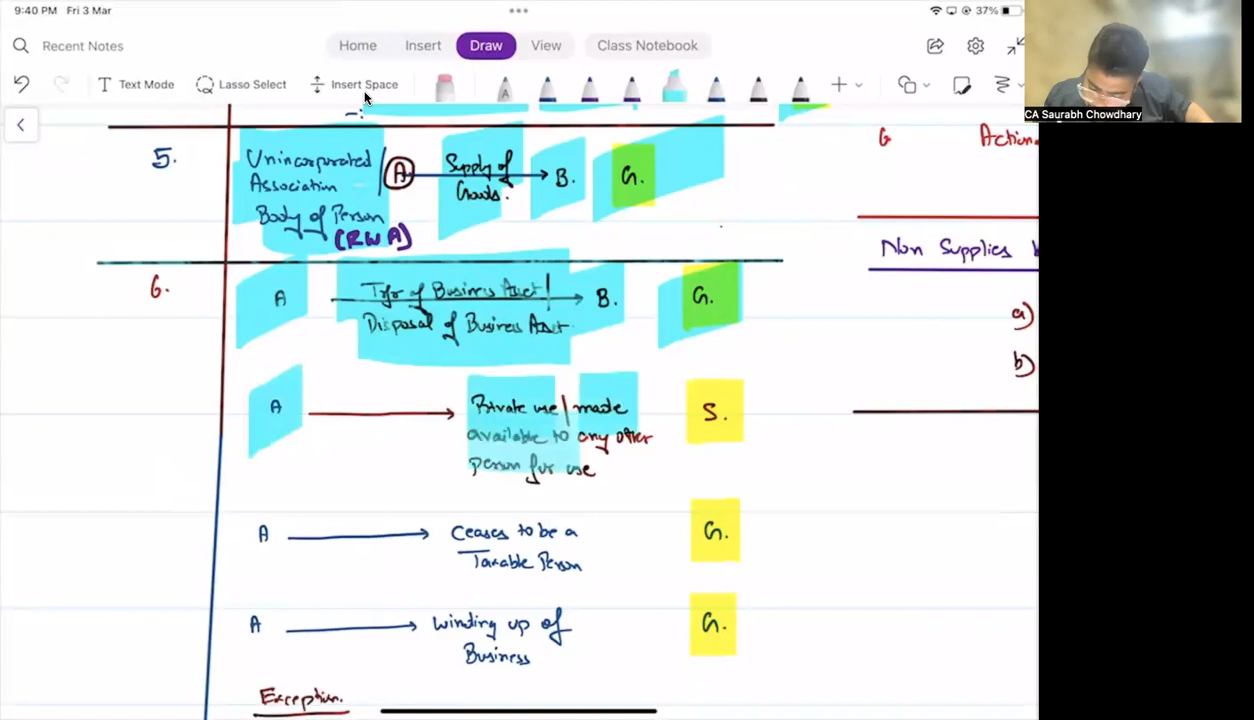 9:40 PM Fri 3 Mar
37%
Recent Notes
Home
Insert
Draw
View
Class Notebook
Text Mode
Lasso Select
Insert Space
A
CA Saurabh Chowdhary
5.
Unincorporated
Association
Body of Person
(RWA)
A
Supply of
Goods.
B.
G.
6.
A
Tsfr of Business Asset/
Disposal of Business Asset.
B.
G.
A
Private use/ made
available to any other
person for use
S.
A
Ceases to be a
Taxable Person
G.
A
Winding up of
Business
G.
Exception.
G
Action
Non Supplies
a)
b)